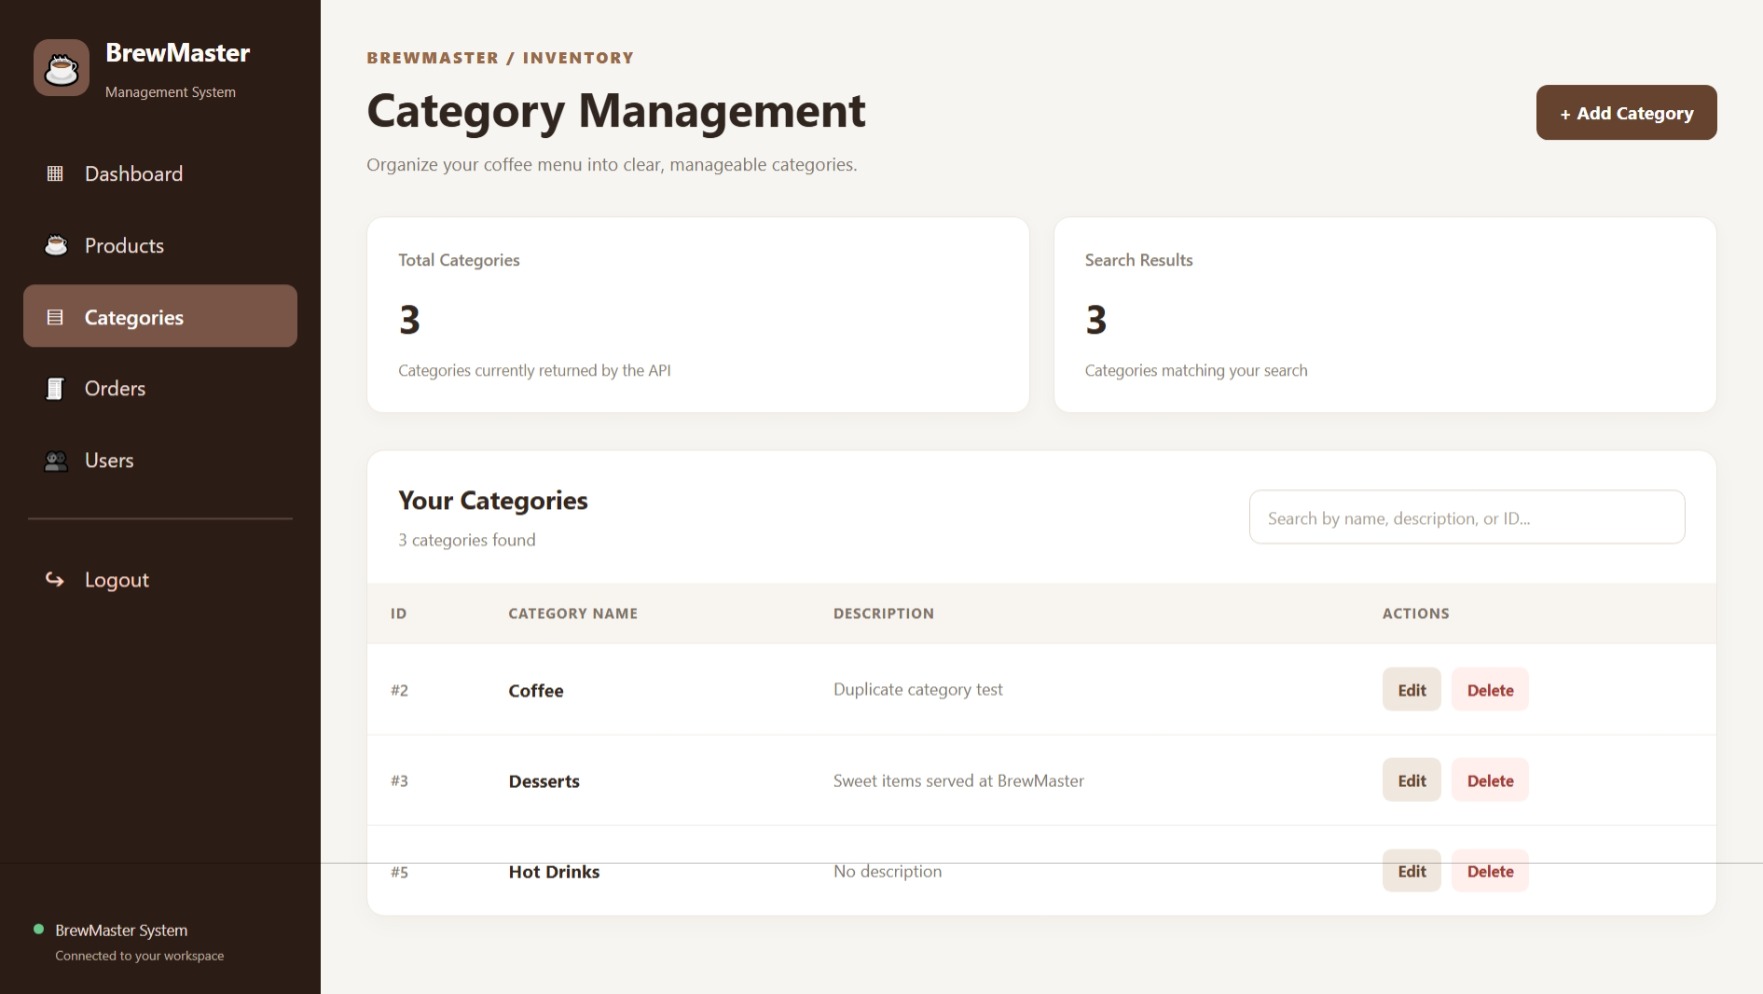 BrewMaster
Management System
Dashboard
Products
Categories
Orders
Users
Logout
BrewMaster System
Connected to your workspace
BREWMASTER / INVENTORY
Category Management
Organize your coffee menu into clear, manageable categories.
+ Add Category
Total Categories
3
Categories currently returned by the API
Search Results
3
Categories matching your search
Your Categories
3 categories found
Search by name, description, or ID...
ID CATEGORY NAME DESCRIPTION ACTIONS
#2 Coffee Duplicate category test Edit Delete
#3 Desserts Sweet items served at BrewMaster Edit Delete
#5 Hot Drinks No description Edit Delete